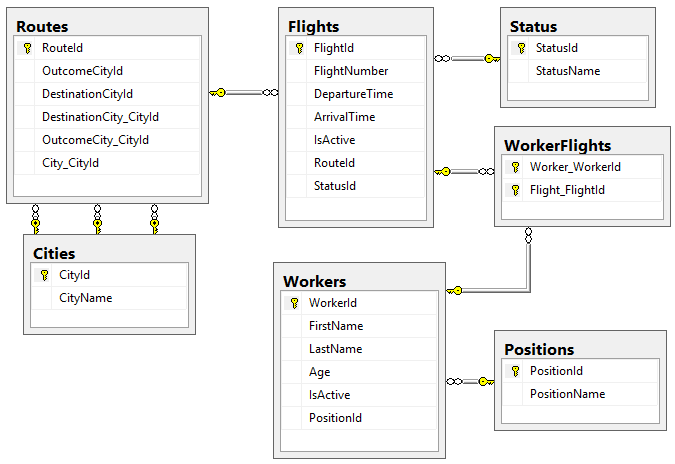 Routes
RouteId
OutcomeCityId
DestinationCityId
DestinationCity_CityId
OutcomeCity_CityId
City_CityId
Flights
FlightId
FlightNumber
DepartureTime
ArrivalTime
IsActive
RouteId
StatusId
Status
StatusId
StatusName
WorkerFlights
Worker_WorkerId
Flight_FlightId
Cities
CityId
CityName
Workers
WorkerId
FirstName
LastName
Age
IsActive
PositionId
Positions
PositionId
PositionName